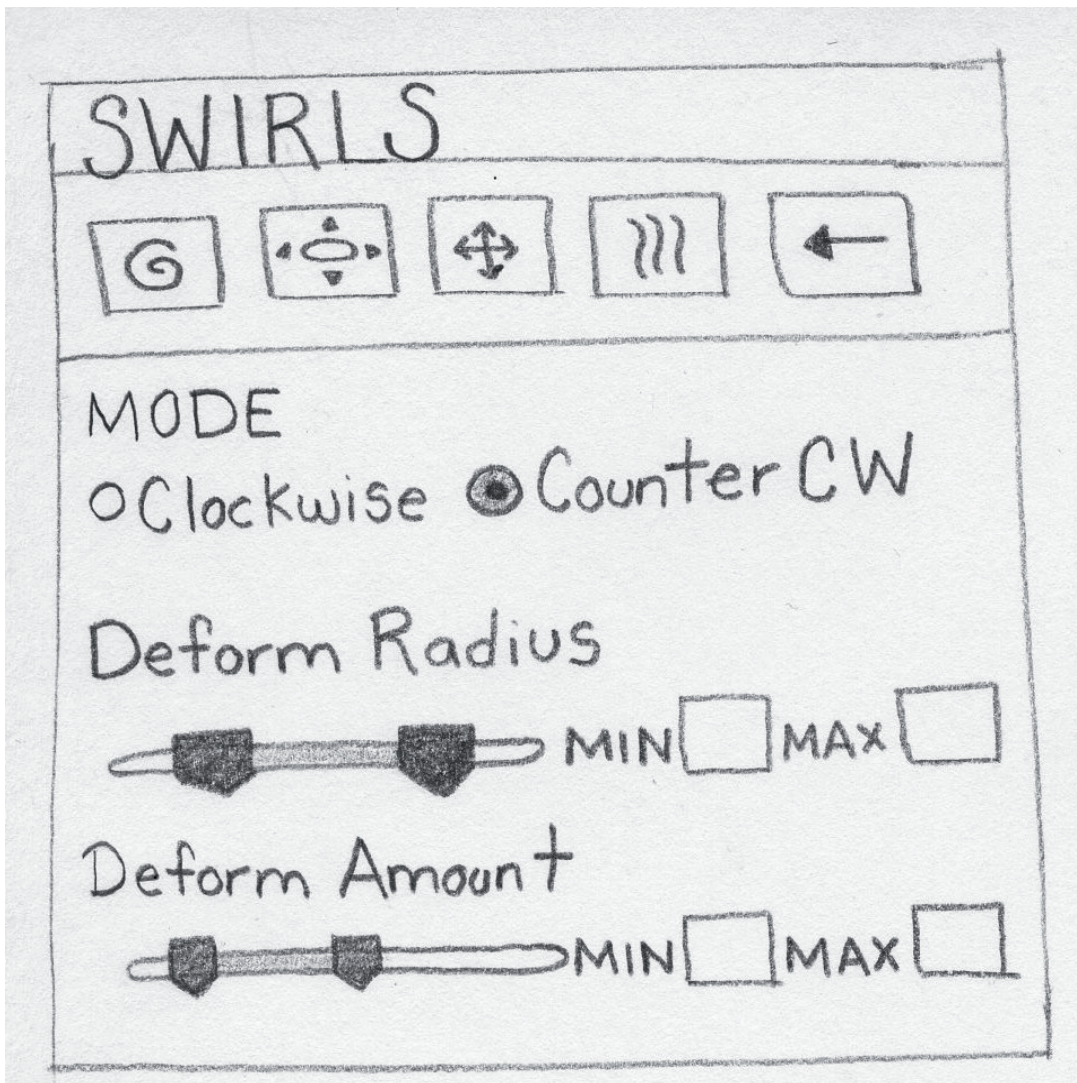 SWIRLS
MODE
Clockwise Counter CW
Deform Radius
MIN MAX
Deform Amount
MIN MAX